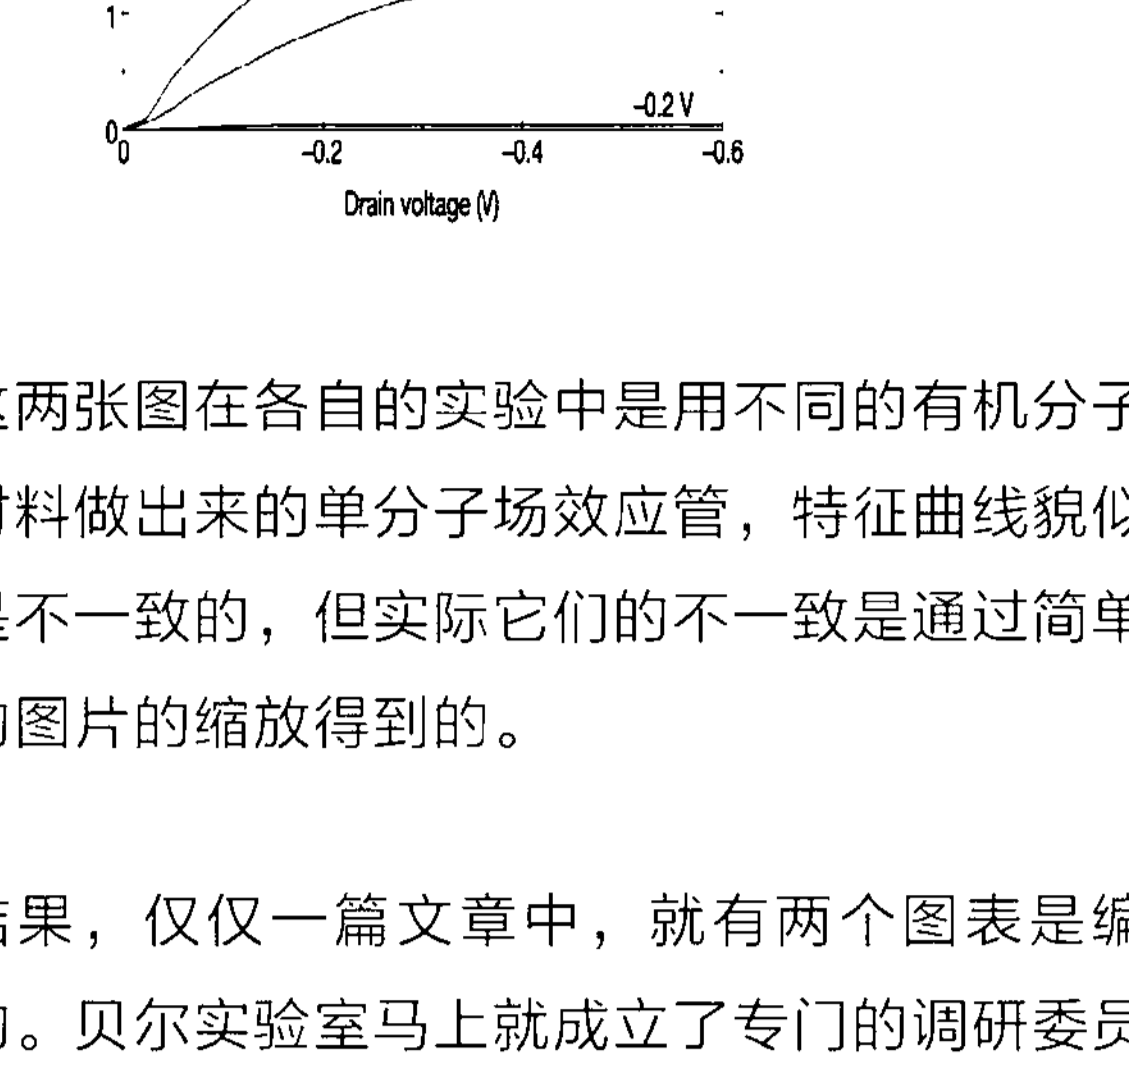 1
-0.2 V
0
0 -0.2 -0.4 -0.6
Drain voltage (V)
两张图在各自的实验中是用不同的有机分子
料做出来的单分子场效应管，特征曲线貌似
是不一致的，但实际它们的不一致是通过简单
的图片的缩放得到的。
果，仅仅一篇文章中，就有两个图表是编
的。贝尔实验室马上就成立了专门的调研委员